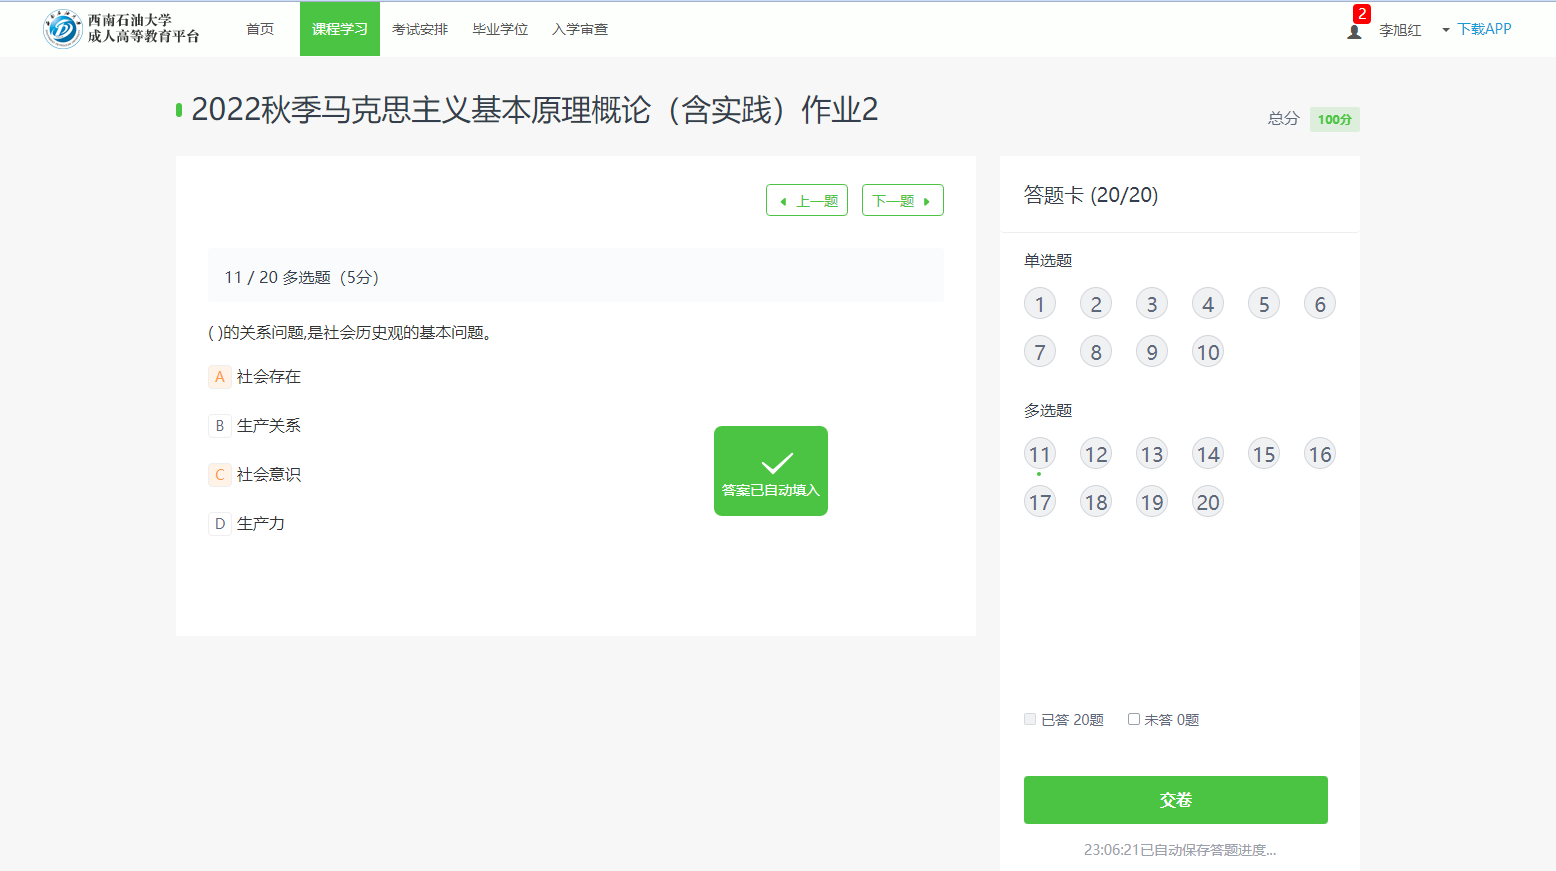 西南石油大学
成人高等教育平台
首页
课程学习
考试安排
毕业学位
入学审查
2
李旭红
下载APP
2022秋季马克思主义基本原理概论（含实践）作业2
总分 100分
上一题
下一题
11 / 20 多选题（5分）
( )的关系问题,是社会历史观的基本问题。
A 社会存在
B 生产关系
C 社会意识
D 生产力
答案已自动填入
答题卡 (20/20)
单选题
1 2 3 4 5 6
7 8 9 10
多选题
11 12 13 14 15 16
17 18 19 20
已答 20题 未答 0题
交卷
23:06:21已自动保存答题进度...